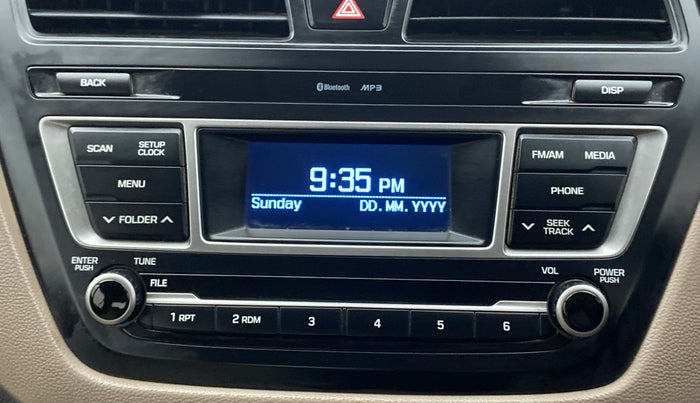 BACK
Bluetooth MP3
DISP
SCAN SETUP CLOCK
MENU
FOLDER
9:35 PM
Sunday DD.MM.YYYY
FM/AM MEDIA
PHONE
SEEK TRACK
ENTER PUSH
TUNE
FILE
VOL
POWER PUSH
1 RPT 2 RDM 3 4 5 6